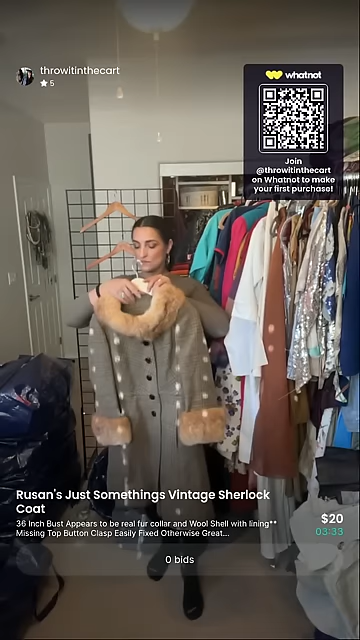 throwitinthecart
★ 5
whatnot
Join
@throwitinthecart
on Whatnot to make
your first purchase!
Rusan's Just Somethings Vintage Sherlock
Coat
36 Inch Bust Appears to be real fur collar and Wool Shell with lining**
Missing Top Button Clasp Easily Fixed Otherwise Great...
$20
03:33
0 bids